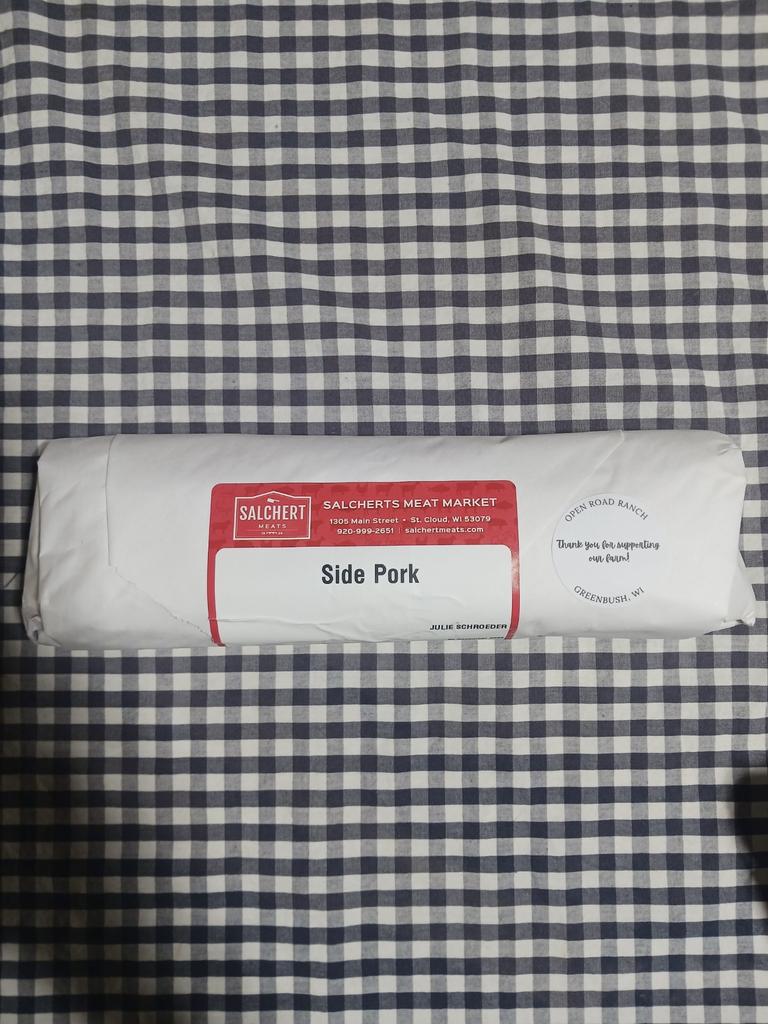 SALCHERT
MEATS
SALCHERTS MEAT MARKET
1305 Main Street • St. Cloud, WI 53079
920-999-2651 | salchertmeats.com
Side Pork
JULIE SCHROEDER
OPEN ROAD RANCH
Thank you for supporting
our farm!
GREENBUSH, WI